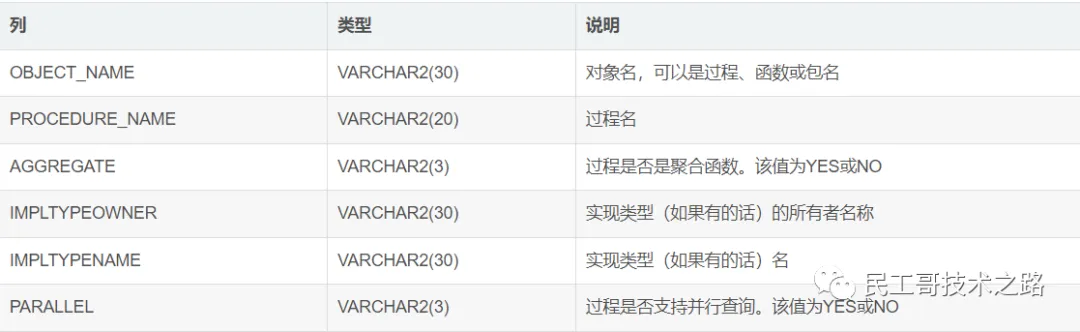 列 类型 说明
OBJECT_NAME VARCHAR2(30) 对象名，可以是过程、函数或包名
PROCEDURE_NAME VARCHAR2(20) 过程名
AGGREGATE VARCHAR2(3) 过程是否是聚合函数。该值为YES或NO
IMPLTYPEOWNER VARCHAR2(30) 实现类型（如果有的话）的所有者名称
IMPLTYPENAME VARCHAR2(30) 实现类型（如果有的话）名
民工哥技术之路
PARALLEL VARCHAR2(3) 过程是否支持并行查询。该值为YES或NO